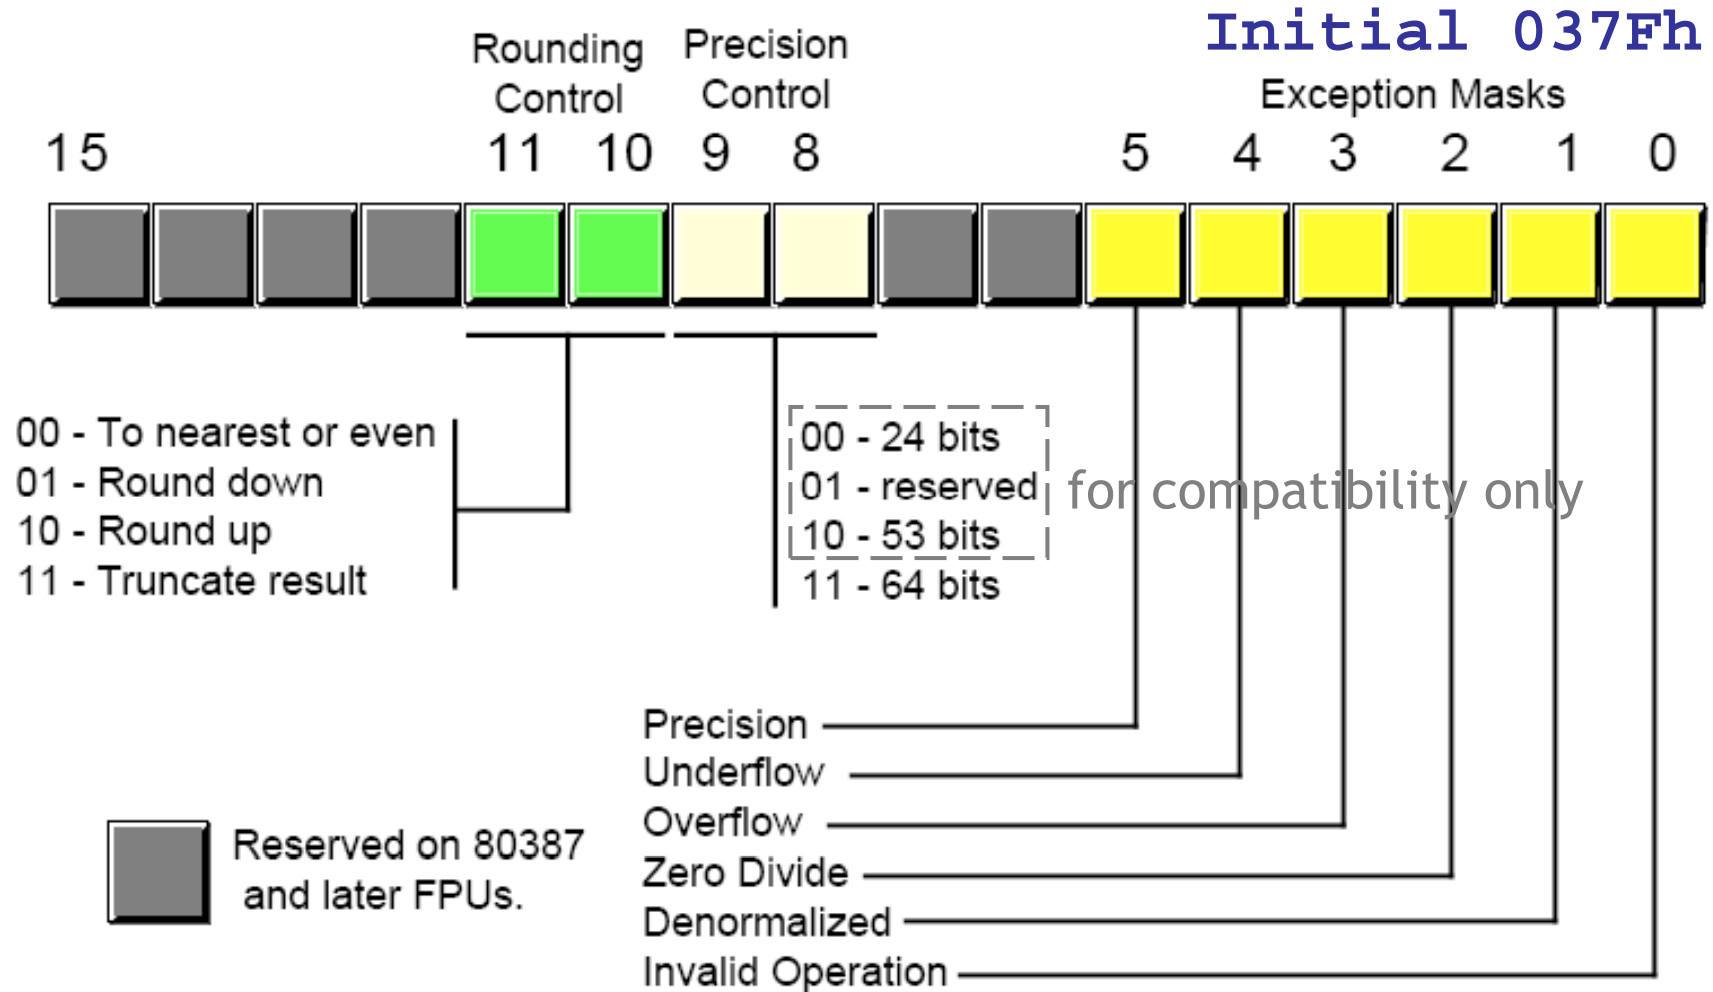 Initial 037Fh
Rounding
Control
Precision
Control
Exception Masks
15 11 10 9 8 5 4 3 2 1 0
00 - To nearest or even
01 - Round down
10 - Round up
11 - Truncate result
00 - 24 bits
01 - reserved
10 - 53 bits
11 - 64 bits
for compatibility only
Precision
Underflow
Overflow
Zero Divide
Denormalized
Invalid Operation
Reserved on 80387
and later FPUs.